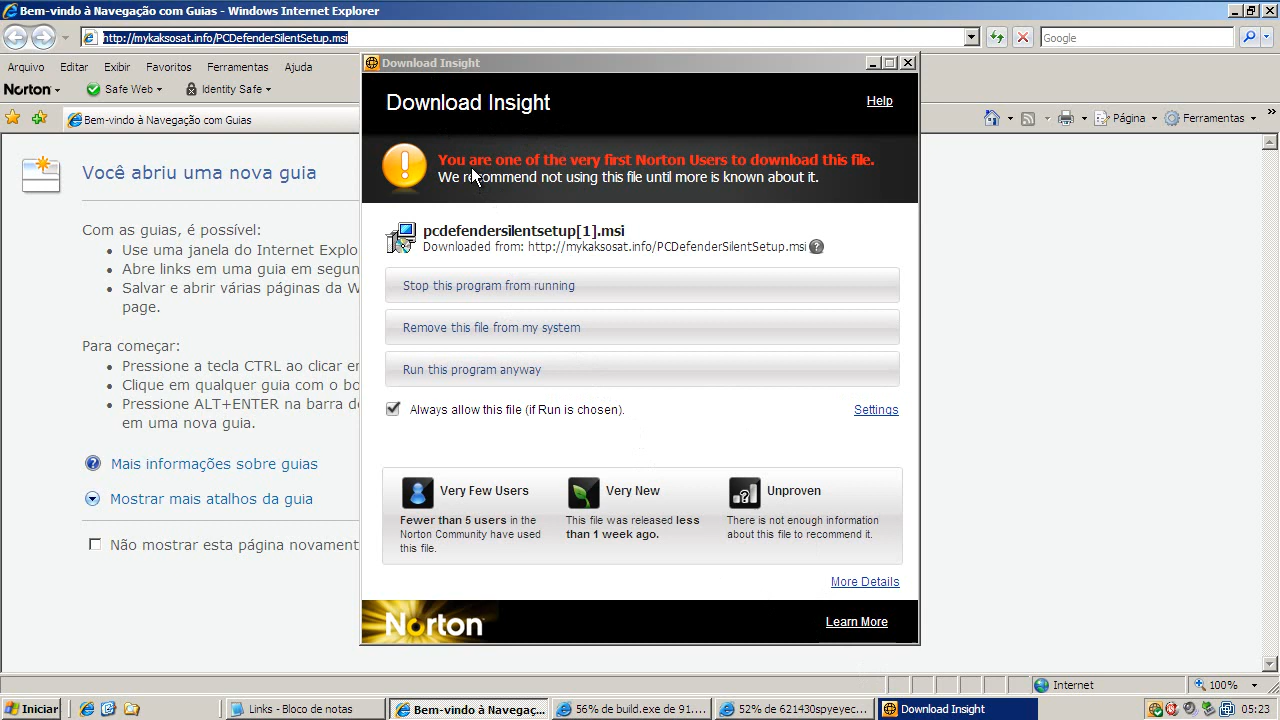 Bem-vindo à Navegação com Guias - Windows Internet Explorer
http://mykaksosat.info/PCDefenderSilentSetup.msi
Google
Arquivo Editar Exibir Favoritos Ferramentas Ajuda
Norton Safe Web Identity Safe
Bem-vindo à Navegação com Guias
Página Ferramentas
Você abriu uma nova guia
Com as guias, é possível:
Use uma janela do Internet Explo
Abre links em uma guia em segun
Salvar e abrir várias páginas da W
page.
Para começar:
Pressione a tecla CTRL ao clicar em
Clique em qualquer guia com o bo
Pressione ALT+ENTER na barra de
em uma nova guia.
Mais informações sobre guias
Mostrar mais atalhos da guia
Não mostrar esta página novament
Download Insight
Download Insight
Help
You are one of the very first Norton Users to download this file.
We recommend not using this file until more is known about it.
pcdefendersilentsetup[1].msi
Downloaded from: http://mykaksosat.info/PCDefenderSilentSetup.msi
Stop this program from running
Remove this file from my system
Run this program anyway
Always allow this file (if Run is chosen).
Settings
Very Few Users
Fewer than 5 users in the
Norton Community have used
this file.
Very New
This file was released less
than 1 week ago.
Unproven
There is not enough information
about this file to recommend it.
More Details
Norton
Learn More
Internet
100%
Iniciar
Links - Bloco de notas
Bem-vindo à Navegaç...
56% de build.exe de 91....
52% de 621430spyeyec...
Download Insight
05:23